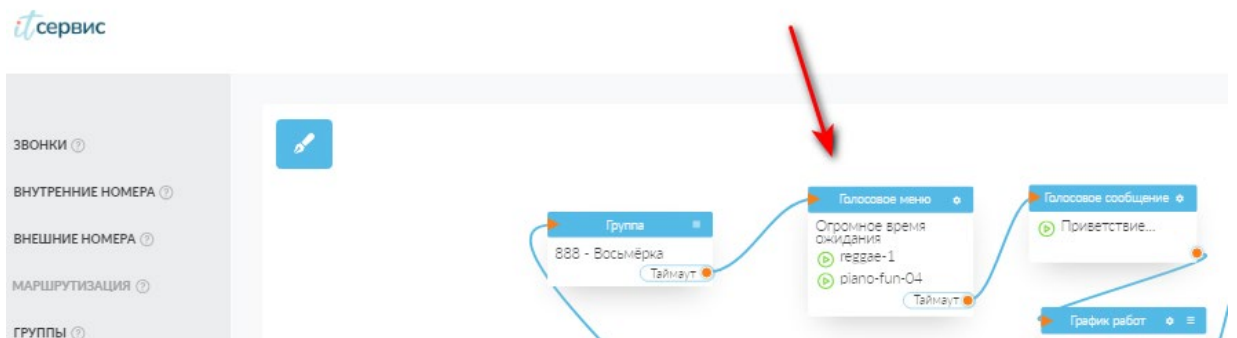 itсервис
ЗВОНКИ
ВНУТРЕННИЕ НОМЕРА
ВНЕШНИЕ НОМЕРА
МАРШРУТИЗАЦИЯ
ГРУППЫ
Группа
888 - Восьмёрка
Таймаут
Голосовое меню
Огромное время
ожидания
reggae-1
piano-fun-04
Таймаут
Голосовое сообщение
Приветствие...
График работ